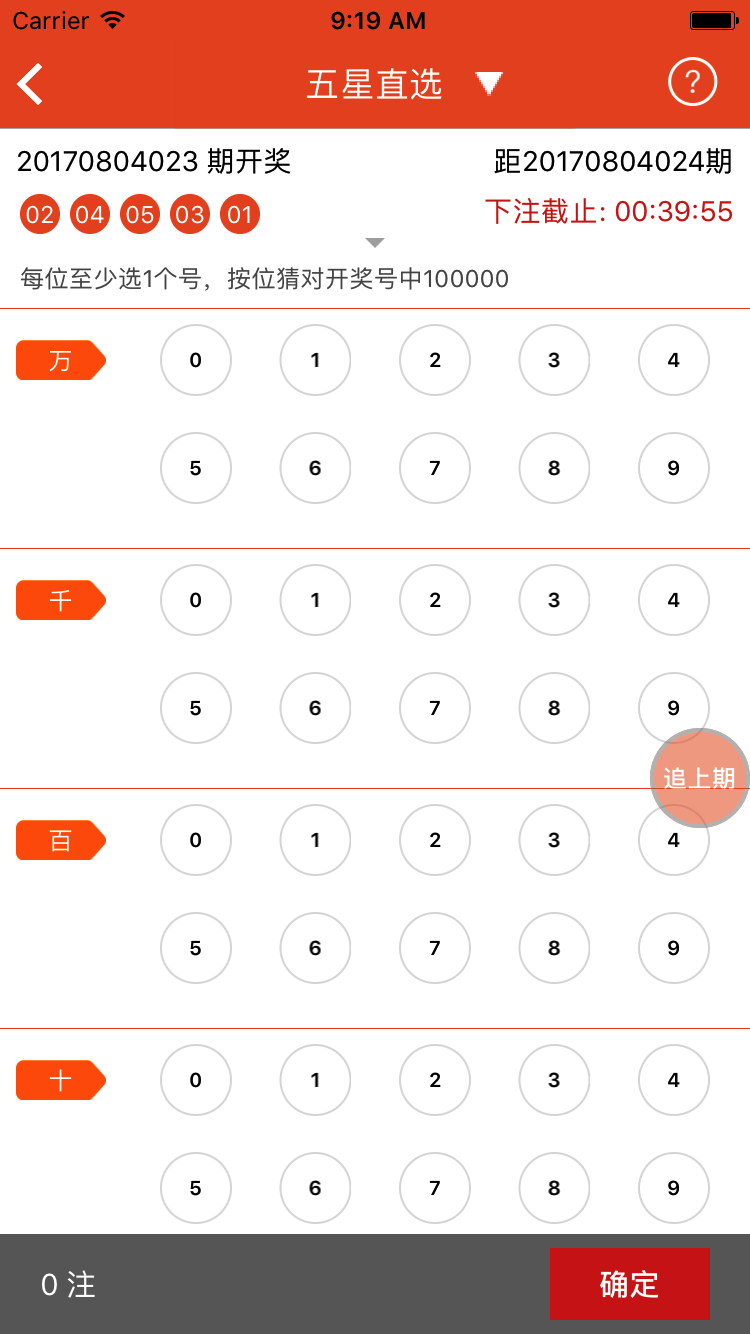 Carrier 9:19 AM
五星直选 ▼ ?
20170804023 期开奖 距20170804024期
02 04 05 03 01 下注截止: 00:39:55
每位至少选1个号，按位猜对开奖号中100000
万 0 1 2 3 4
5 6 7 8 9
千 0 1 2 3 4
5 6 7 8 9
追上期
百 0 1 2 3 4
5 6 7 8 9
十 0 1 2 3 4
5 6 7 8 9
0 注 确定